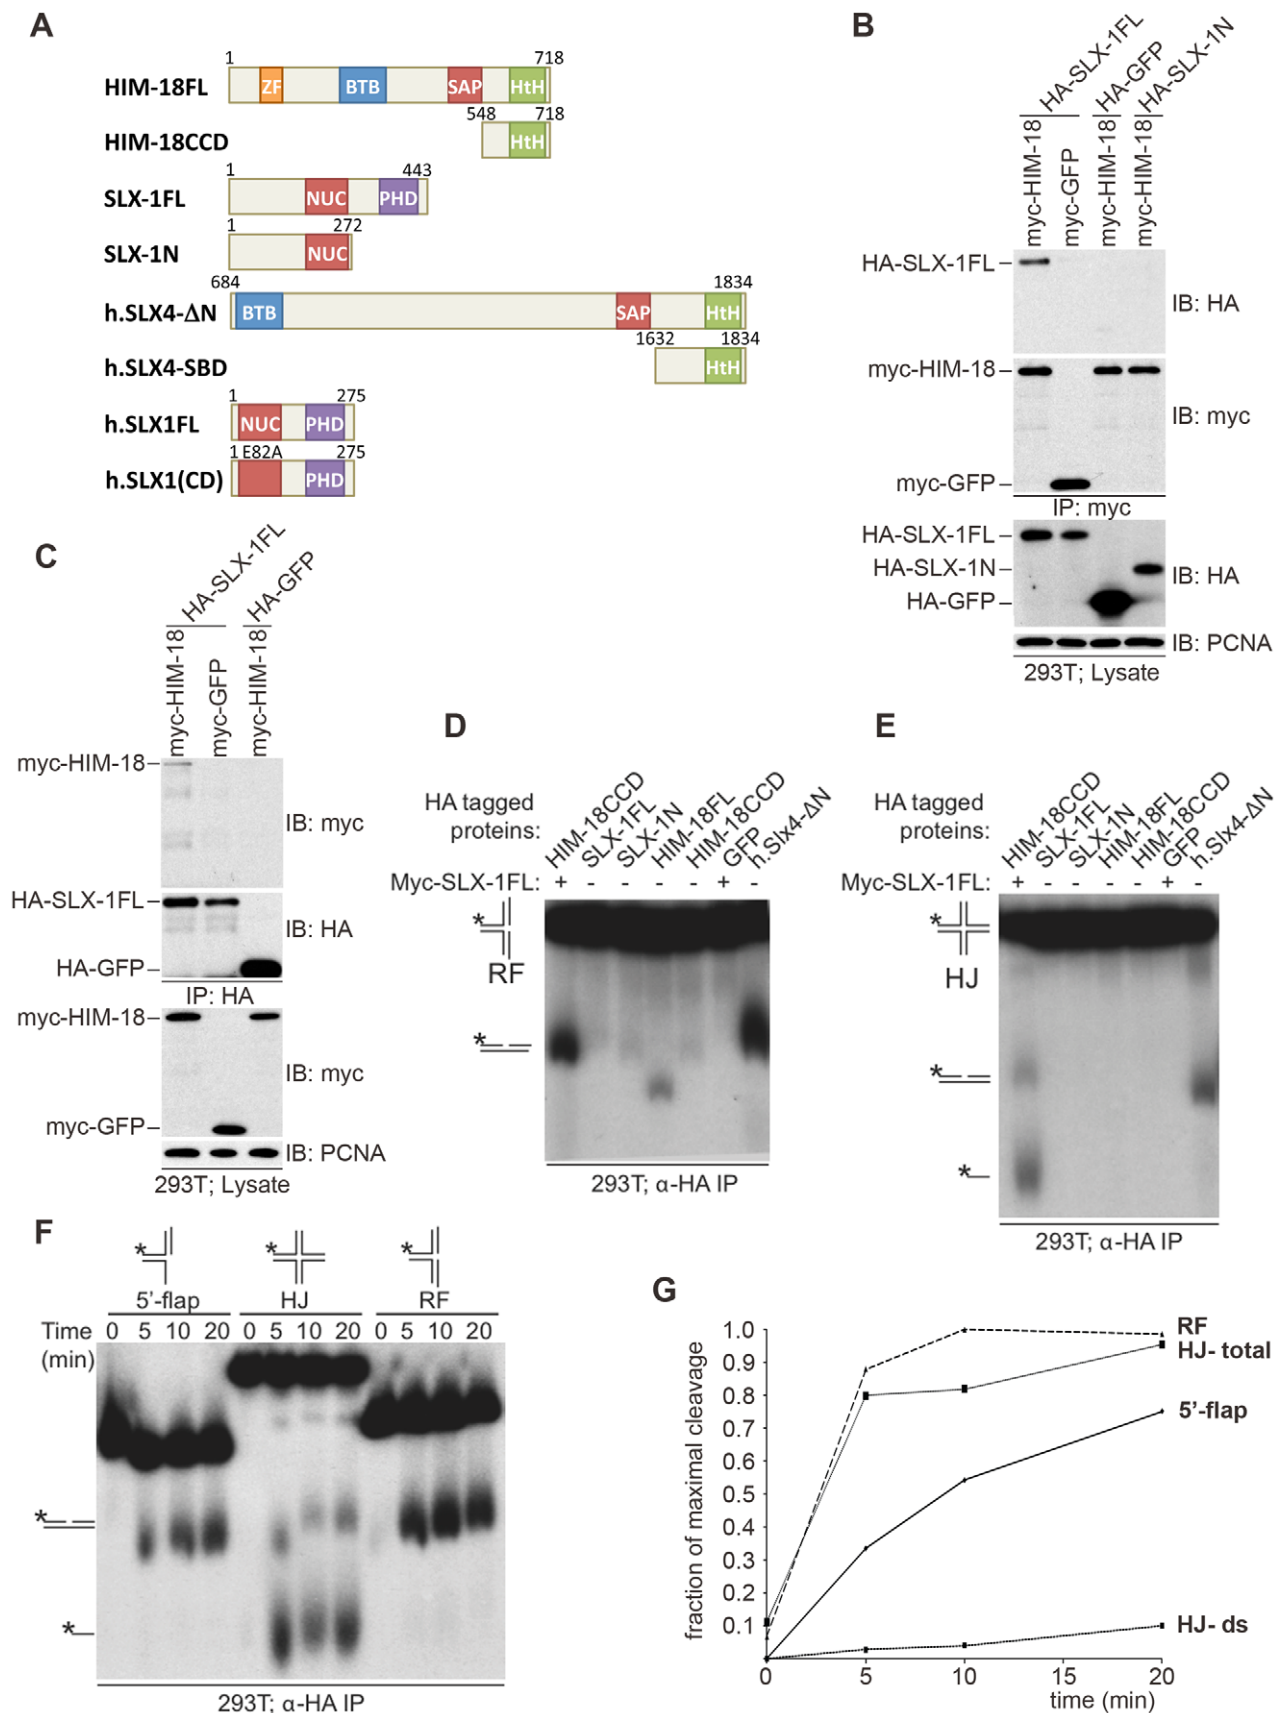 A
1 718
HIM-18FL ZF BTB SAP HtH
548 718
HIM-18CCD HtH
1 443
SLX-1FL NUC PHD
1 272
SLX-1N NUC
684 1834
h.SLX4-ΔN BTB SAP HtH
1632 1834
h.SLX4-SBD HtH
1 275
h.SLX1FL NUC PHD
1 E82A 275
h.SLX1(CD) PHD
B
HA-SLX-1FL
HA-GFP
HA-SLX-1N
myc-HIM-18
myc-GFP
myc-HIM-18
myc-HIM-18
HA-SLX-1FL
IB: HA
myc-HIM-18
IB: myc
myc-GFP
IP: myc
HA-SLX-1FL
HA-SLX-1N
IB: HA
HA-GFP
IB: PCNA
293T; Lysate
C
HA-SLX-1FL
HA-GFP
myc-HIM-18
myc-GFP
myc-HIM-18
myc-HIM-18
IB: myc
HA-SLX-1FL
IB: HA
HA-GFP
IP: HA
myc-HIM-18
IB: myc
myc-GFP
IB: PCNA
293T; Lysate
D
HA tagged
proteins:
HIM-18CCD
SLX-1FL
SLX-1N
HIM-18FL
HIM-18CCD
GFP
h.Slx4-ΔN
Myc-SLX-1FL: + - - - - + -
*
RF
*
293T; α-HA IP
E
HA tagged
proteins:
HIM-18CCD
SLX-1FL
SLX-1N
HIM-18FL
HIM-18CCD
GFP
h.Slx4-ΔN
Myc-SLX-1FL: + - - - - + -
*
HJ
*
*
293T; α-HA IP
F
* * *
5'-flap HJ RF
Time 0 5 10 20 0 5 10 20 0 5 10 20
(min)
*
*
293T; α-HA IP
G
fraction of maximal cleavage
1.0
0.9
0.8
0.7
0.6
0.5
0.4
0.3
0.2
0.1
RF
HJ- total
5'-flap
HJ- ds
0 5 10 15 20
time (min)